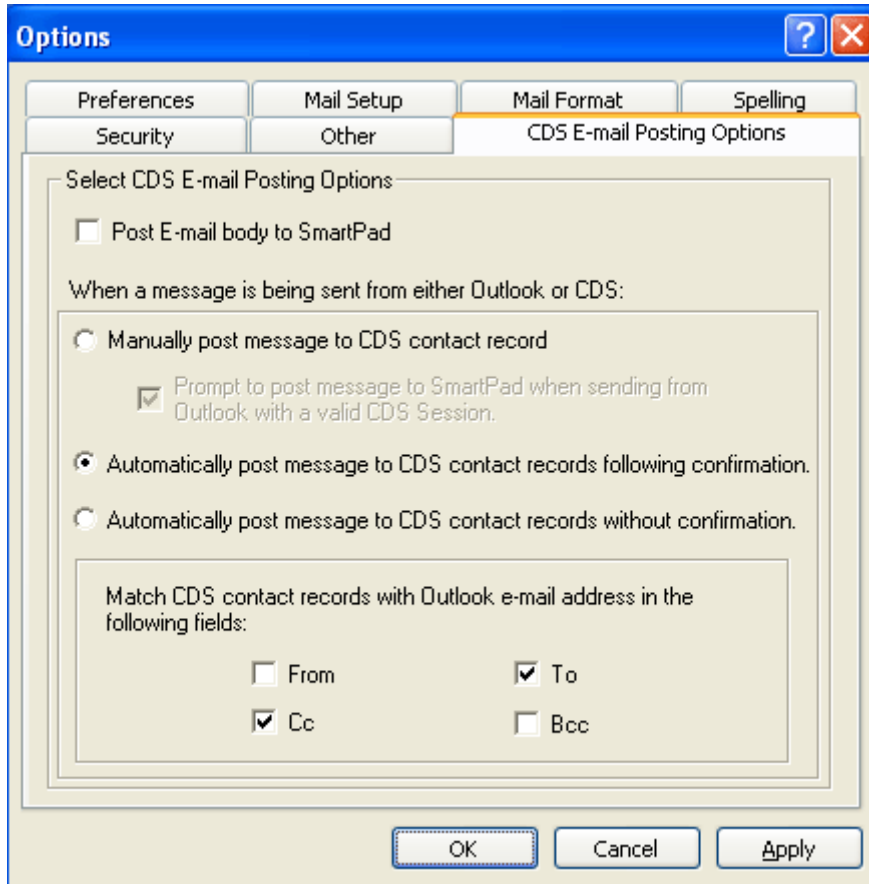 Options
Preferences
Mail Setup
Mail Format
Spelling
Security
Other
CDS E-mail Posting Options
Select CDS E-mail Posting Options
Post E-mail body to SmartPad
When a message is being sent from either Outlook or CDS:
Manually post message to CDS contact record
Prompt to post message to SmartPad when sending from
Outlook with a valid CDS Session.
Automatically post message to CDS contact records following confirmation.
Automatically post message to CDS contact records without confirmation.
Match CDS contact records with Outlook e-mail address in the
following fields:
From
To
Cc
Bcc
OK
Cancel
Apply